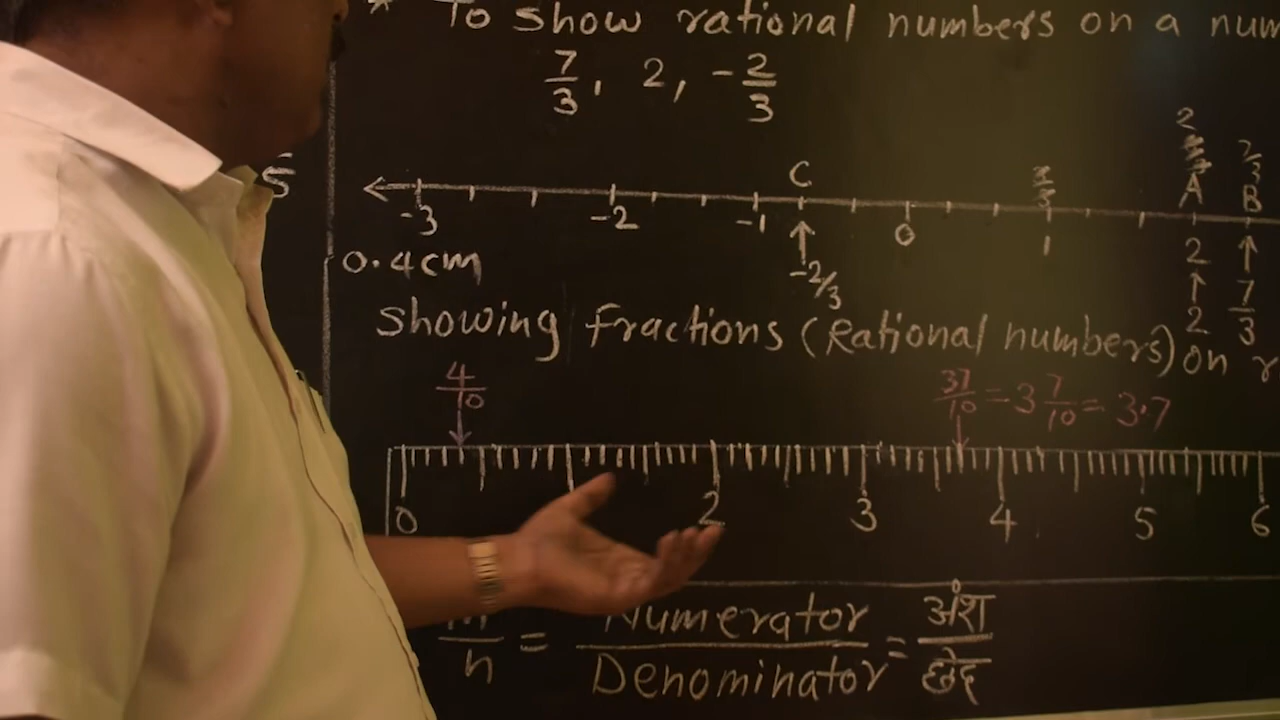 * To show rational numbers on a num
7/3, 2, -2/3
5
C A B
2 7/3
-3 -2 -1 0 1
-2/3 2 7/3
2
0.4cm
Showing fractions (Rational numbers) on r
4/10 37/10 = 3 7/10 = 3.7
0 2 3 4 5 6
m/n = Numerator/Denominator = अंश/छेद